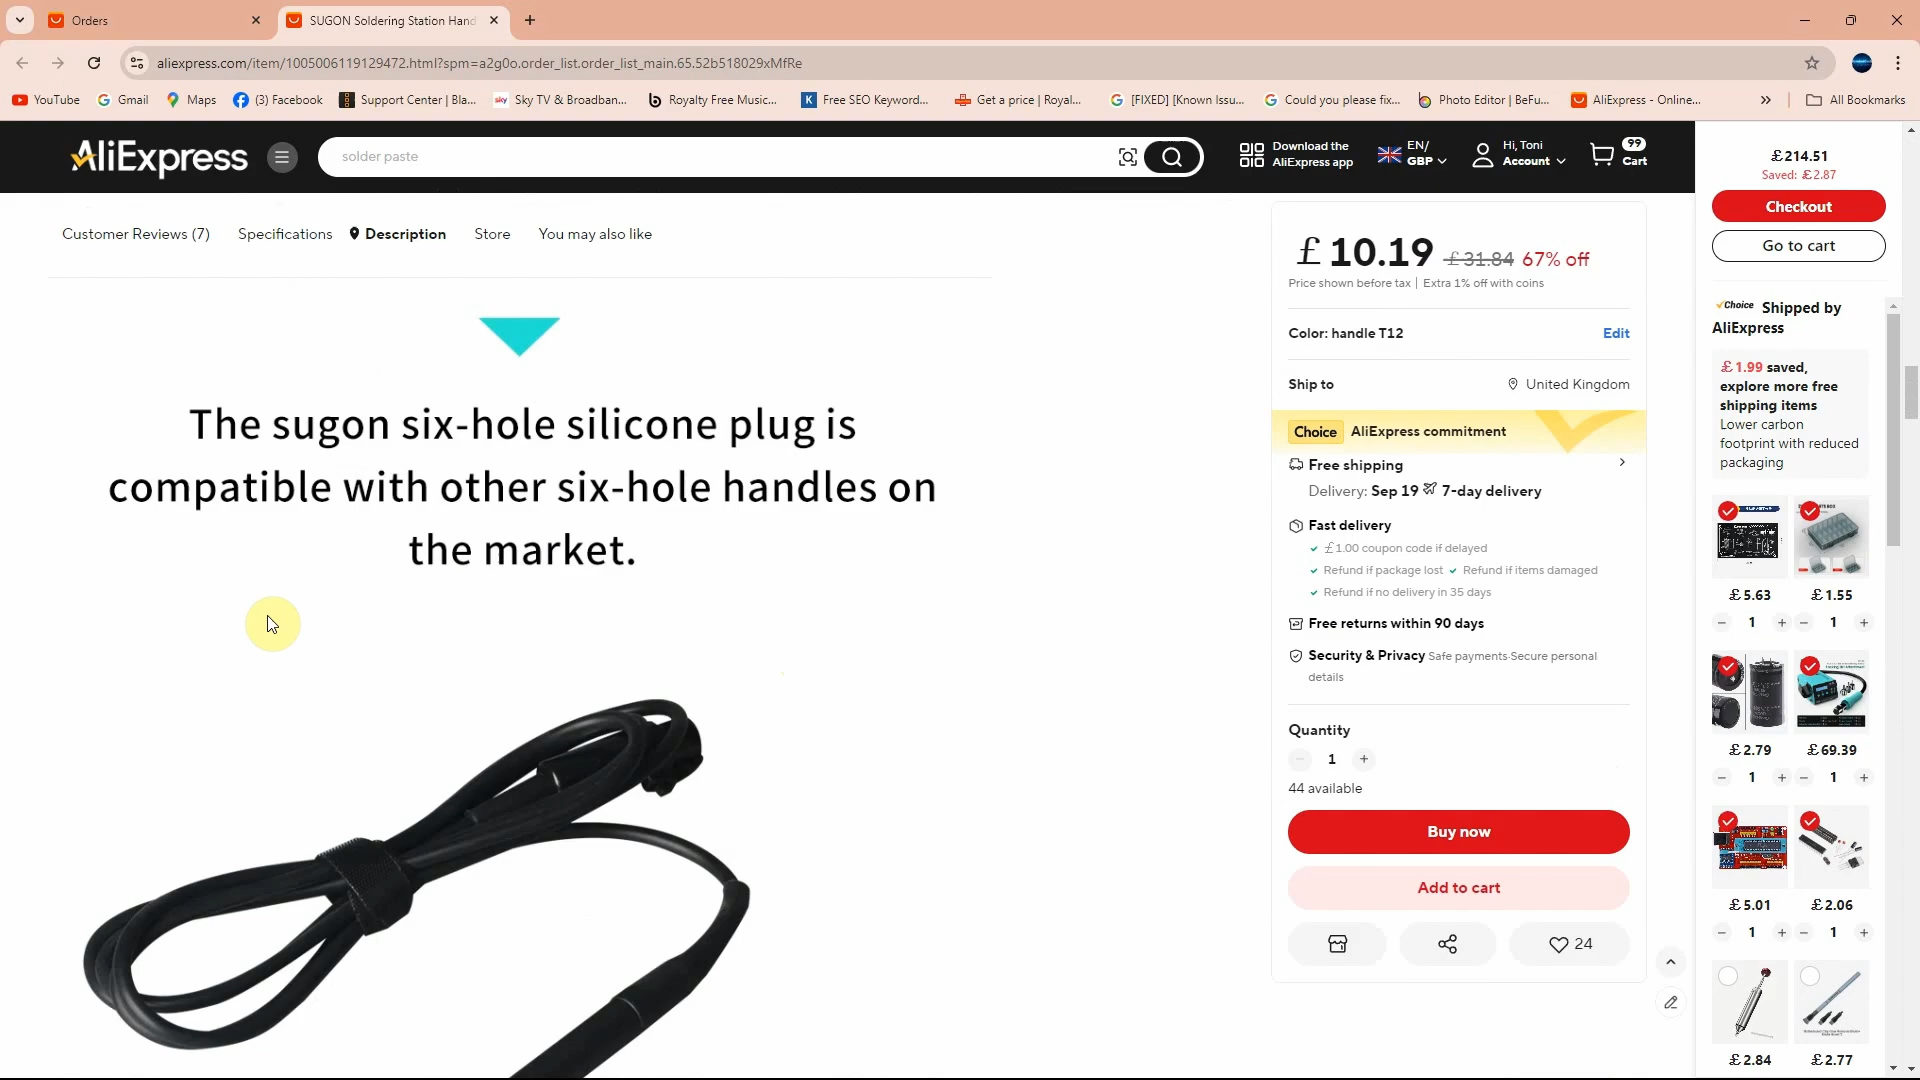 Orders
SUGON Soldering Station Hand
aliexpress.com/item/1005006119129472.html?spm=a2g0o.order_list.order_list_main.65.52b518029xMfRe
YouTube
Gmail
Maps
(3) Facebook
Support Center | Bla...
sky
Sky TV & Broadban...
Royalty Free Music...
Free SEO Keyword...
Get a price | Royal...
[FIXED] [Known Issu...
Could you please fix...
Photo Editor | BeFu...
AliExpress - Online...
»
All Bookmarks
AliExpress
solder paste
Download the
AliExpress app
EN/
GBP
Hi, Toni
Account
99
Cart
Customer Reviews (7)
Specifications
Description
Store
You may also like
The sugon six-hole silicone plug is
compatible with other six-hole handles on
the market.
£10.19 £31.84 67% off
Price shown before tax | Extra 1% off with coins
Color: handle T12
Edit
Ship to
United Kingdom
Choice AliExpress commitment
Free shipping
Delivery: Sep 19 7-day delivery
Fast delivery
£1.00 coupon code if delayed
Refund if package lost Refund if items damaged
Refund if no delivery in 35 days
Free returns within 90 days
Security & Privacy Safe payments·Secure personal
details
Quantity
− 1 +
44 available
Buy now
Add to cart
24
£214.51
Saved: £2.87
Checkout
Go to cart
Choice Shipped by
AliExpress
£1.99 saved,
explore more free
shipping items
Lower carbon
footprint with reduced
packaging
£5.63 £1.55
− 1 + − 1 +
£2.79 £69.39
− 1 + − 1 +
£5.01 £2.06
− 1 + − 1 +
£2.84 £2.77